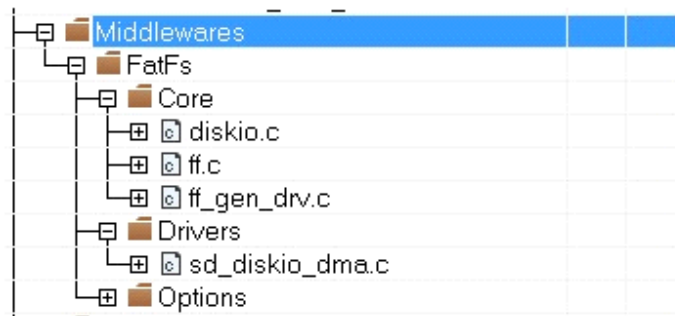 Middlewares
FatFs
Core
diskio.c
ff.c
ff_gen_drv.c
Drivers
sd_diskio_dma.c
Options